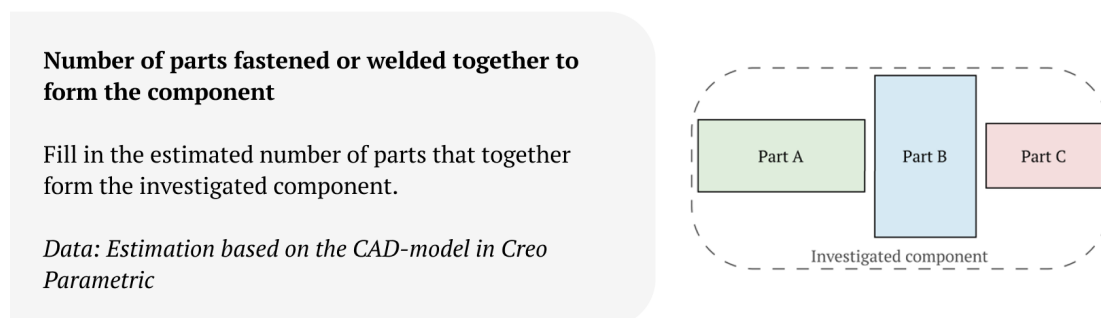 Number of parts fastened or welded together to
form the component
Fill in the estimated number of parts that together
form the investigated component.
Data: Estimation based on the CAD-model in Creo
Parametric
Part A
Part B
Part C
Investigated component